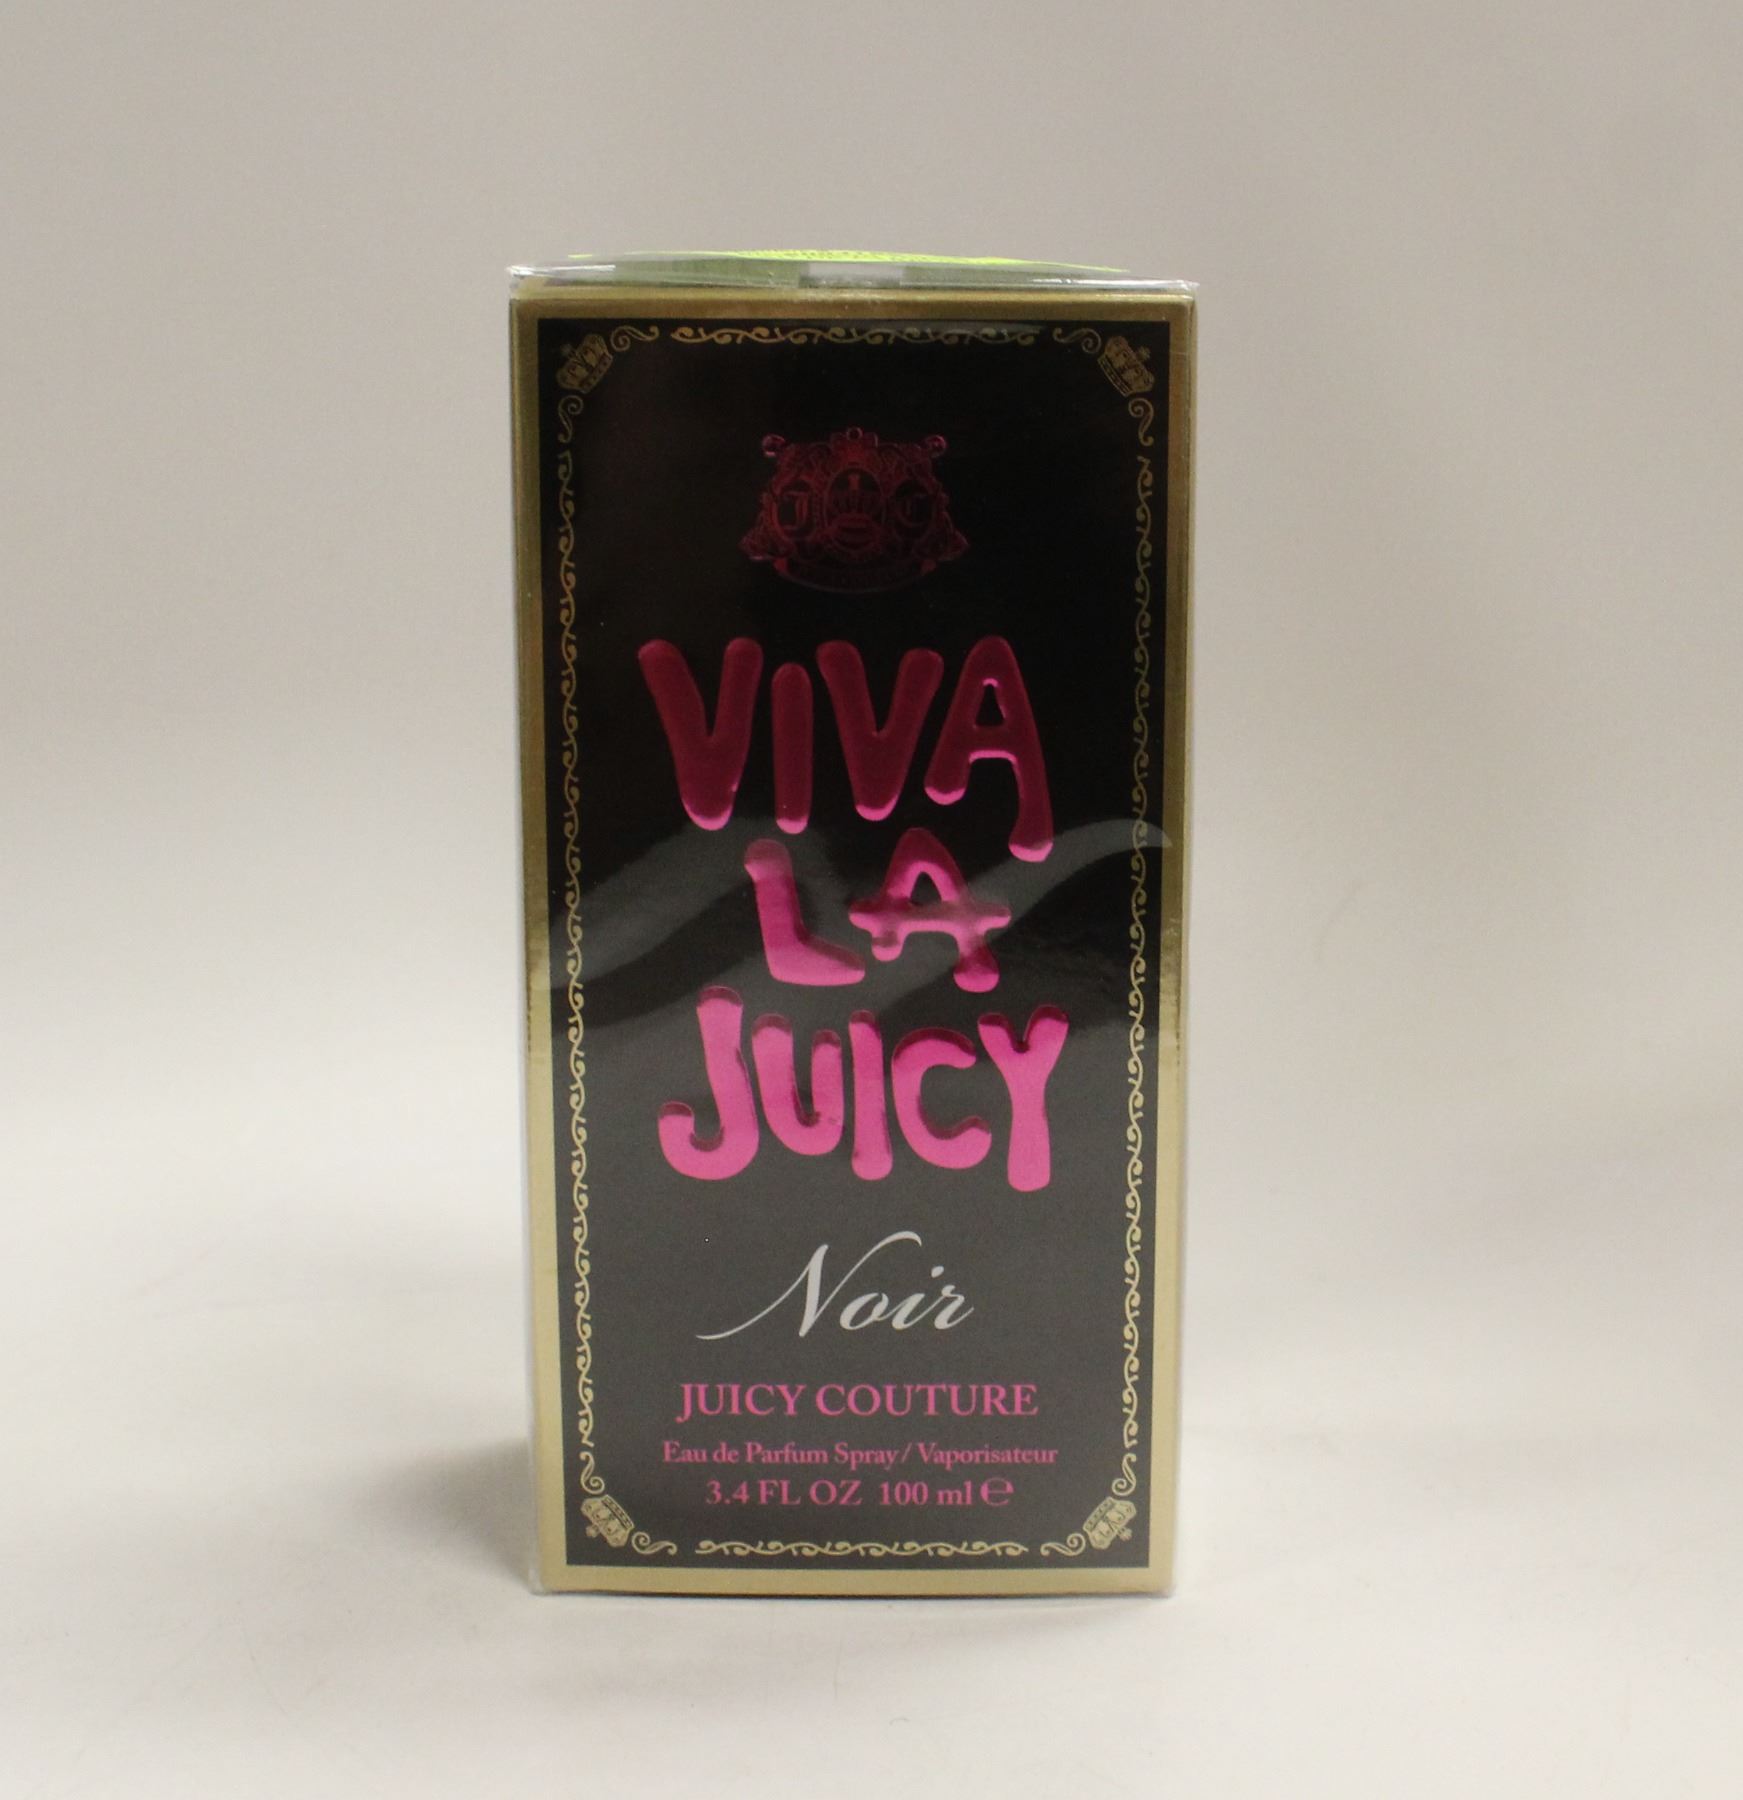 J C
VIVA
LA
JUICY
Noir
JUICY COUTURE
Eau de Parfum Spray / Vaporisateur
3.4 FL OZ 100 ml ℮